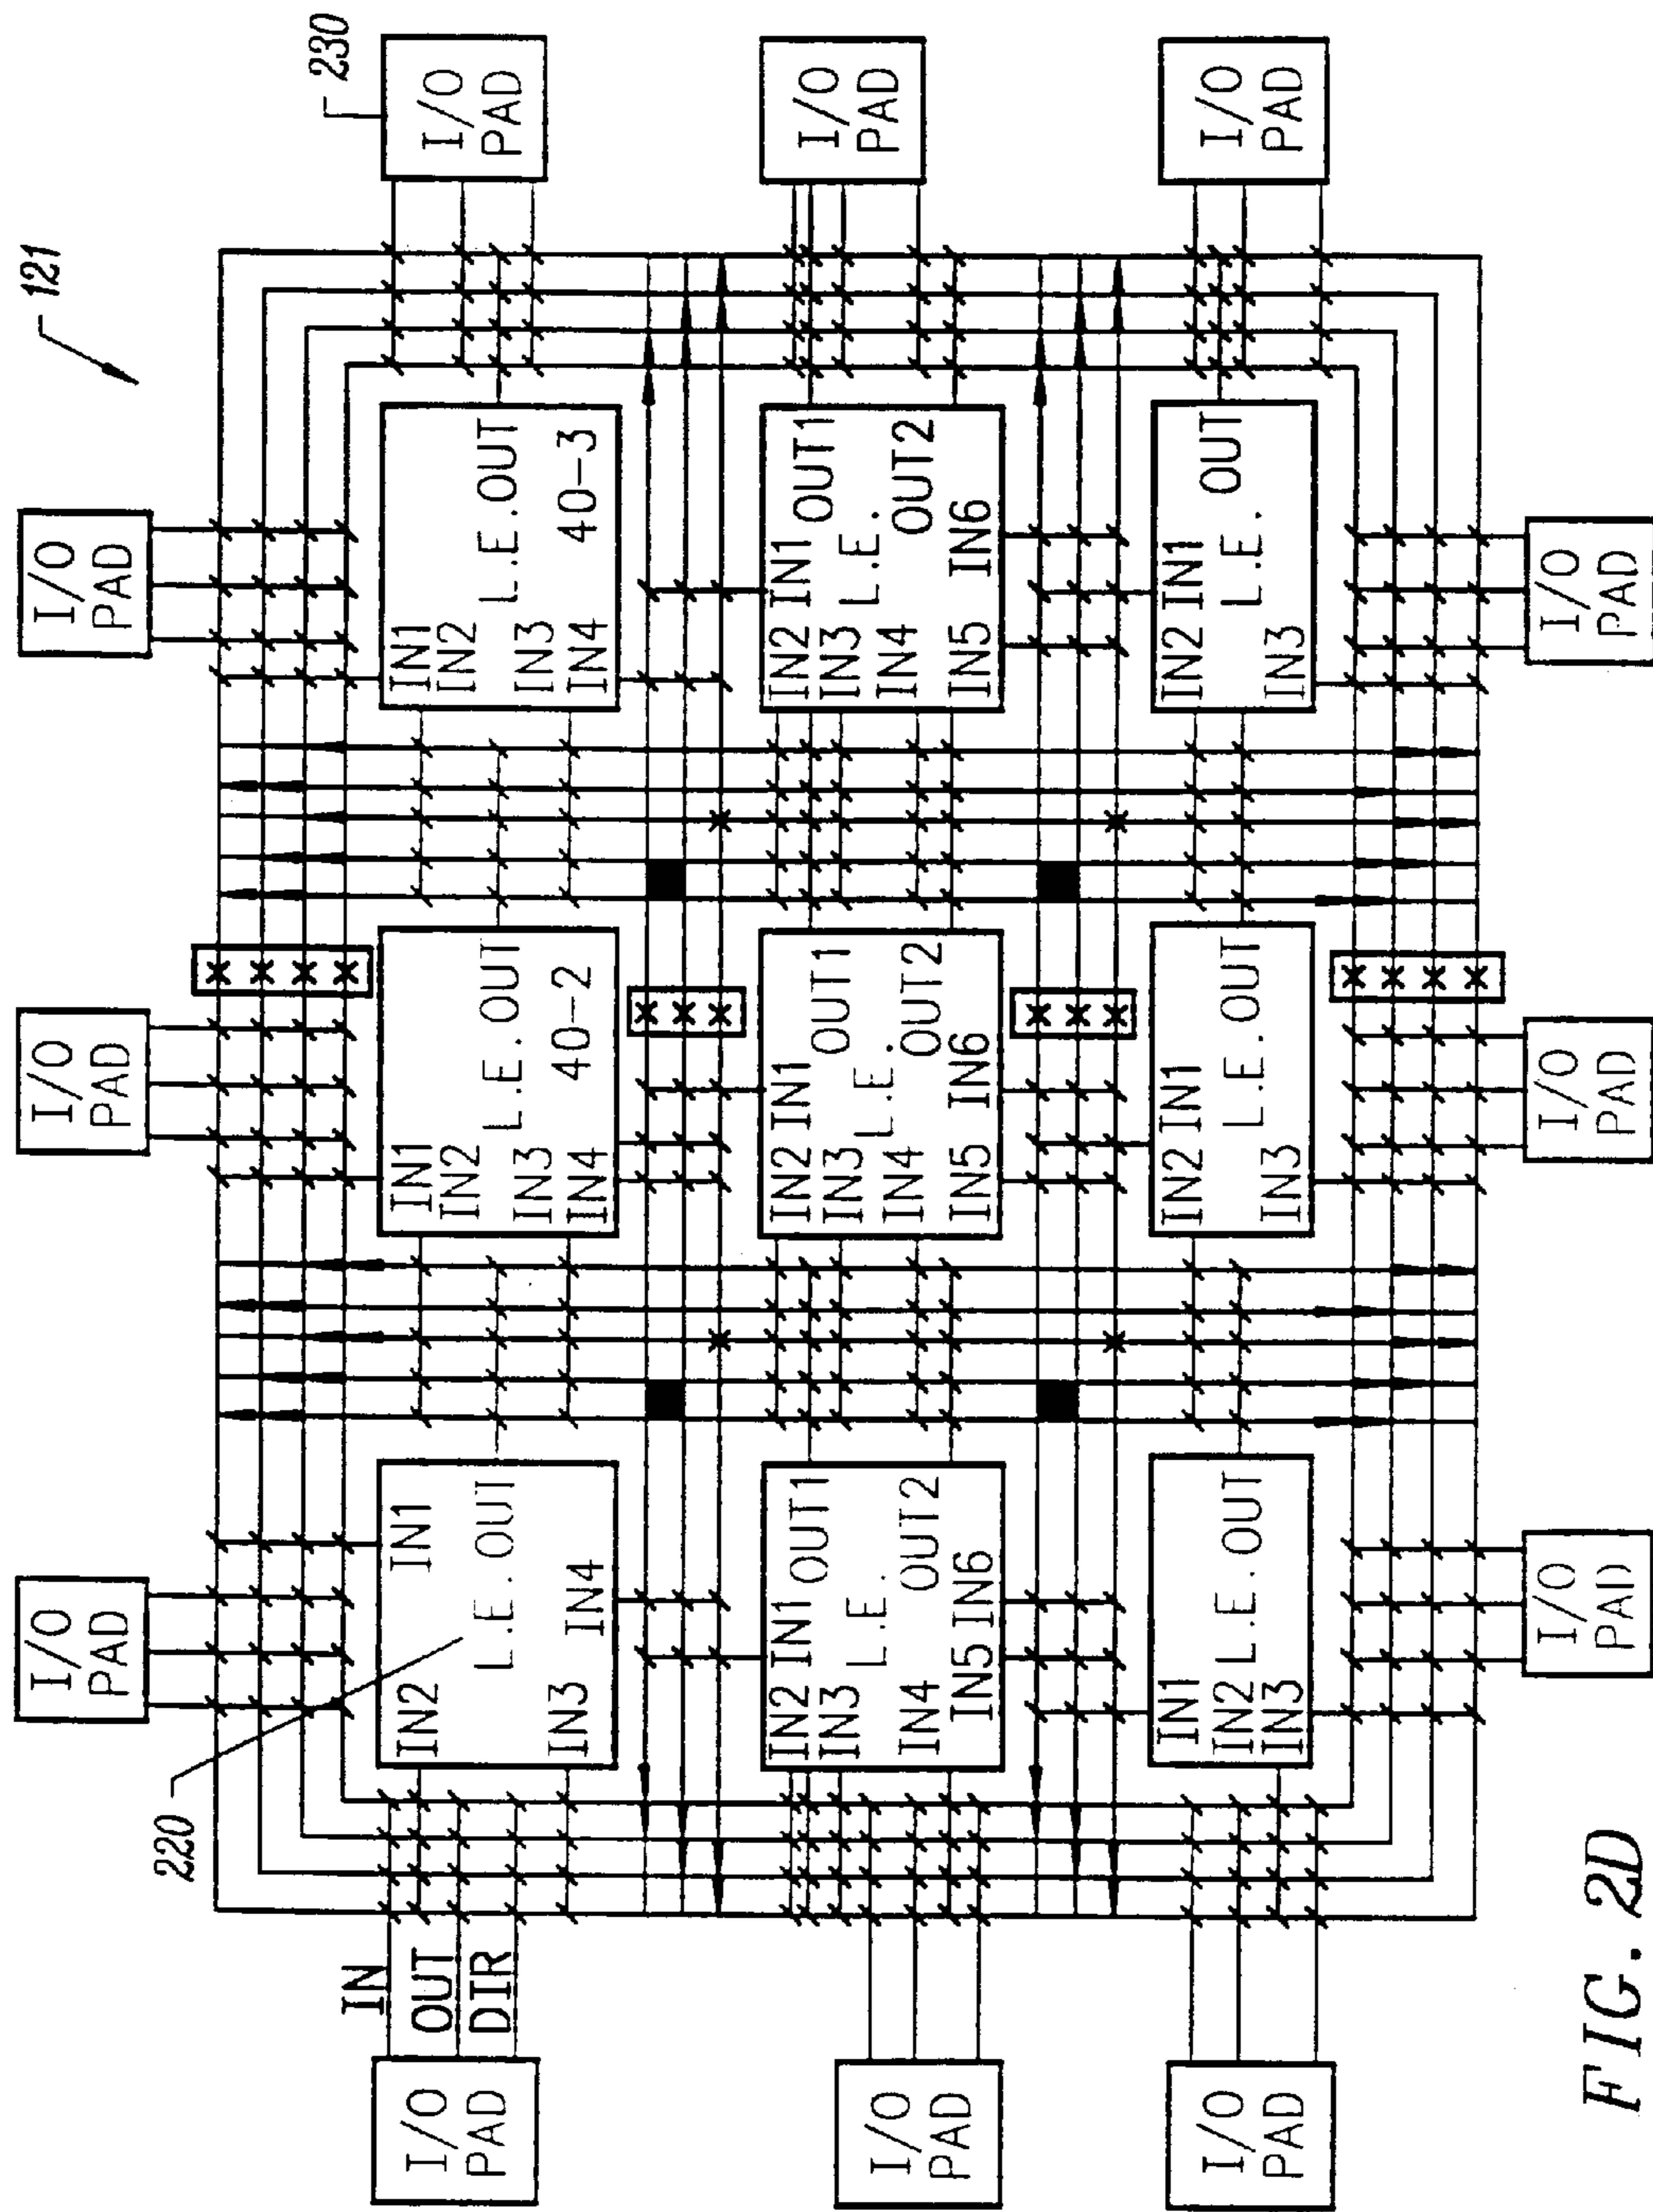 121
I/O
PAD
I/O
PAD
I/O
PAD
220
230
I/O
PAD
IN
OUT
DIR
IN1
IN2
L.E.OUT
IN3
IN4
IN1
IN2
L.E.OUT
IN3
IN4
40-2
IN1
IN2
L.E.OUT
IN3
IN4
40-3
I/O
PAD
I/O
PAD
IN2 IN1 OUT1
IN3
L.E.
IN4
OUT2
IN5 IN6
IN2 IN1
OUT1
IN3
L.E.
IN4
OUT2
IN5 IN6
IN2 IN1 OUT1
IN3
L.E.
IN4
OUT2
IN5 IN6
I/O
PAD
I/O
PAD
IN1
IN2 L.E.OUT
IN3
IN2 IN1
L.E.OUT
IN3
IN2 IN1
L.E. OUT
IN3
I/O
PAD
I/O
PAD
I/O
PAD
I/O
PAD
FIG. 2D